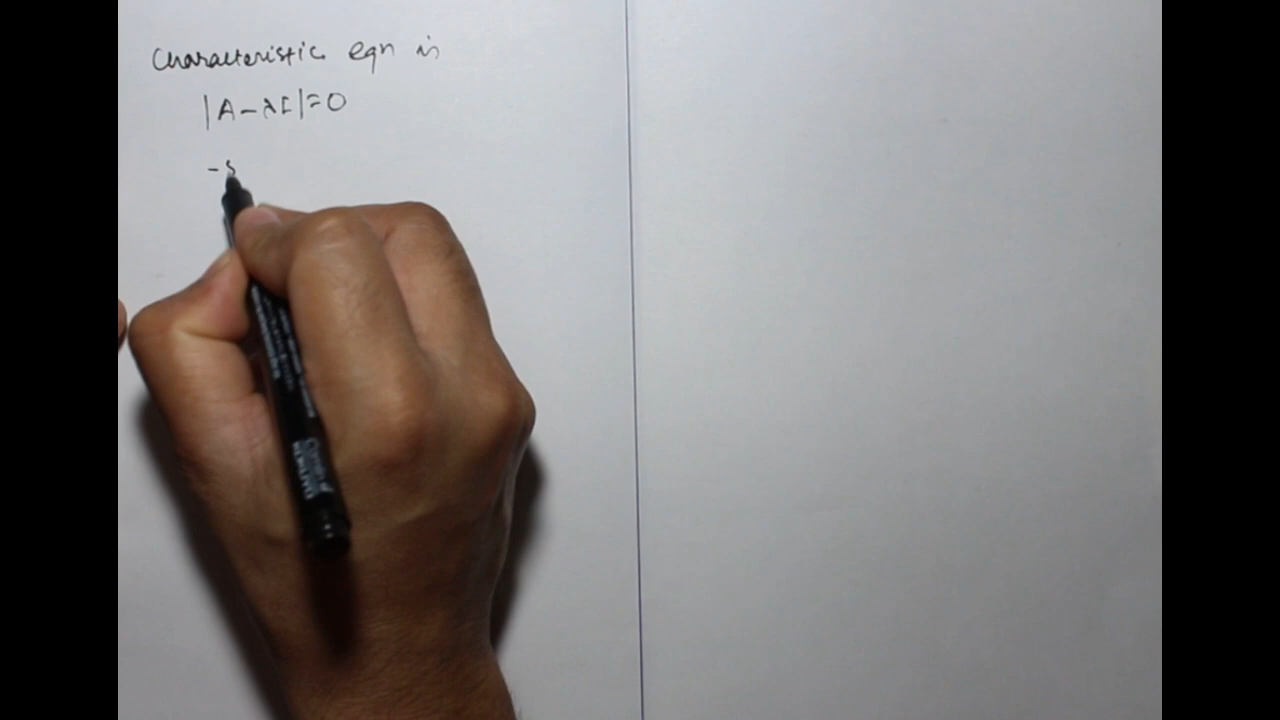 Characteristic eqn is
|A-λI|=0